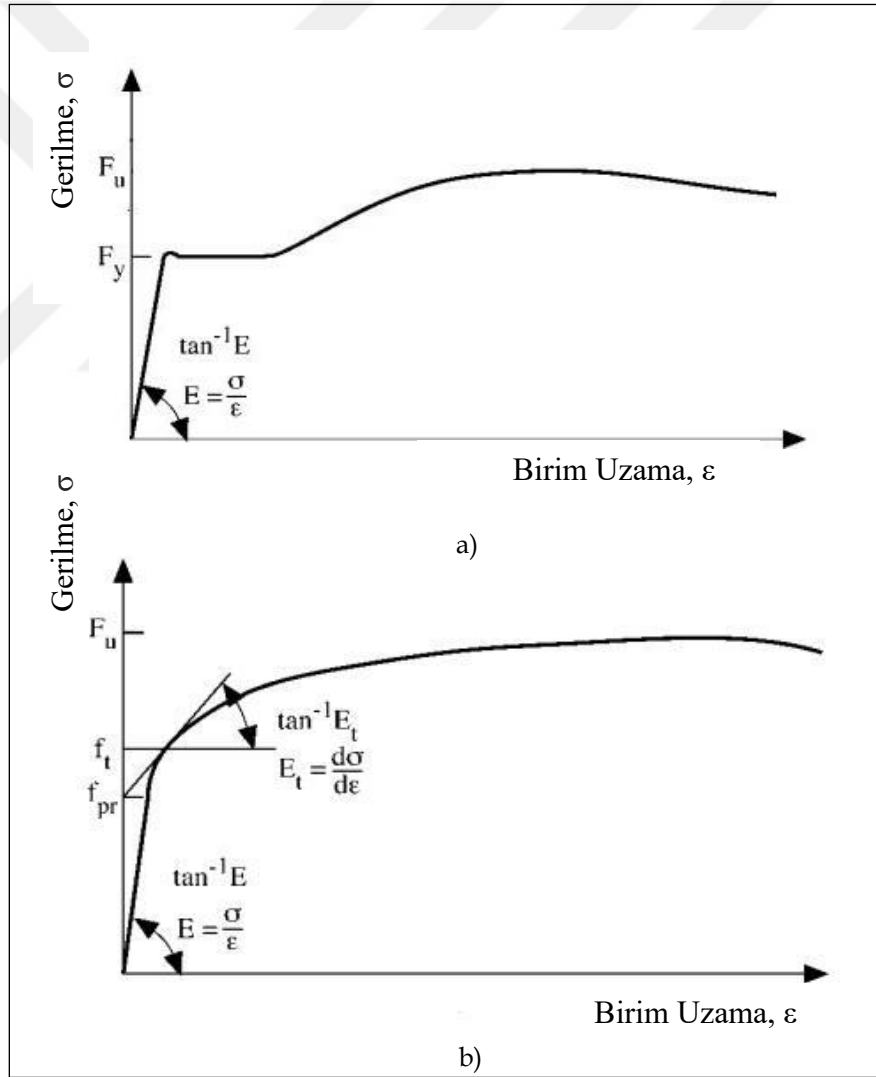 Gerilme, σ
F_u
F_y
tan⁻¹E
E = σ/ε
Birim Uzama, ε
a)
Gerilme, σ
F_u
tan⁻¹E_t
f_t
E_t = dσ/dε
f_pr
tan⁻¹E
E = σ/ε
Birim Uzama, ε
b)